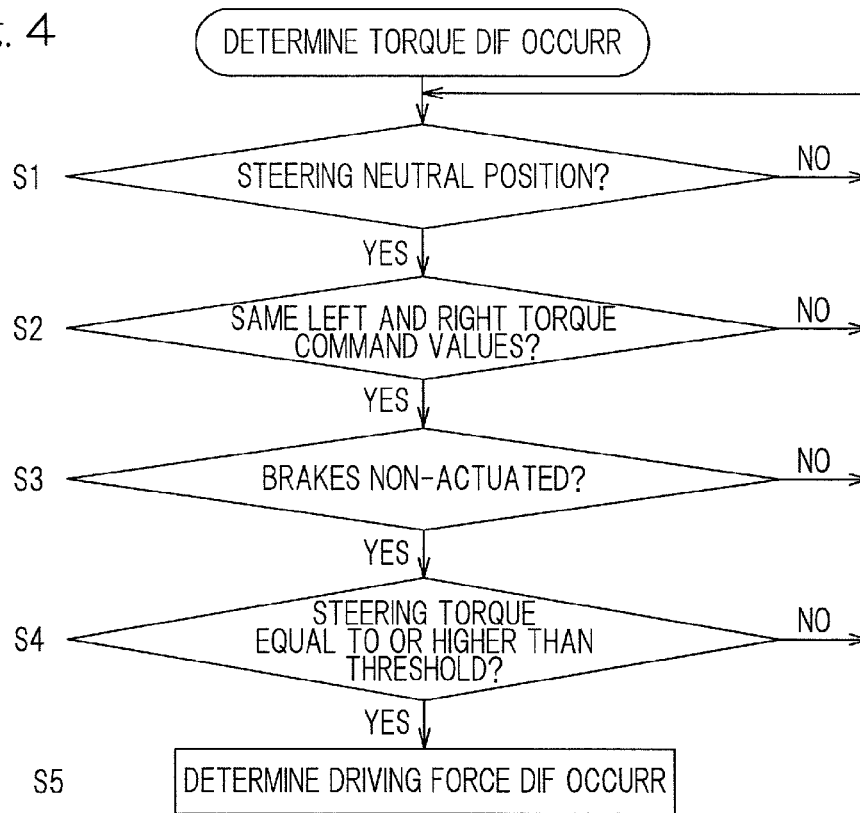 . 4
DETERMINE TORQUE DIF OCCURR
S1
STEERING NEUTRAL POSITION?
NO
YES
S2
SAME LEFT AND RIGHT TORQUE
COMMAND VALUES?
NO
YES
S3
BRAKES NON-ACTUATED?
NO
YES
S4
STEERING TORQUE
EQUAL TO OR HIGHER THAN
THRESHOLD?
NO
YES
S5
DETERMINE DRIVING FORCE DIF OCCURR